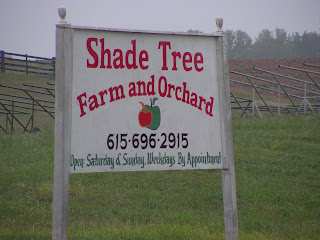 Shade Tree
Farm and Orchard
615-696-2915
Open: Saturday & Sunday, Weekdays By Appointment